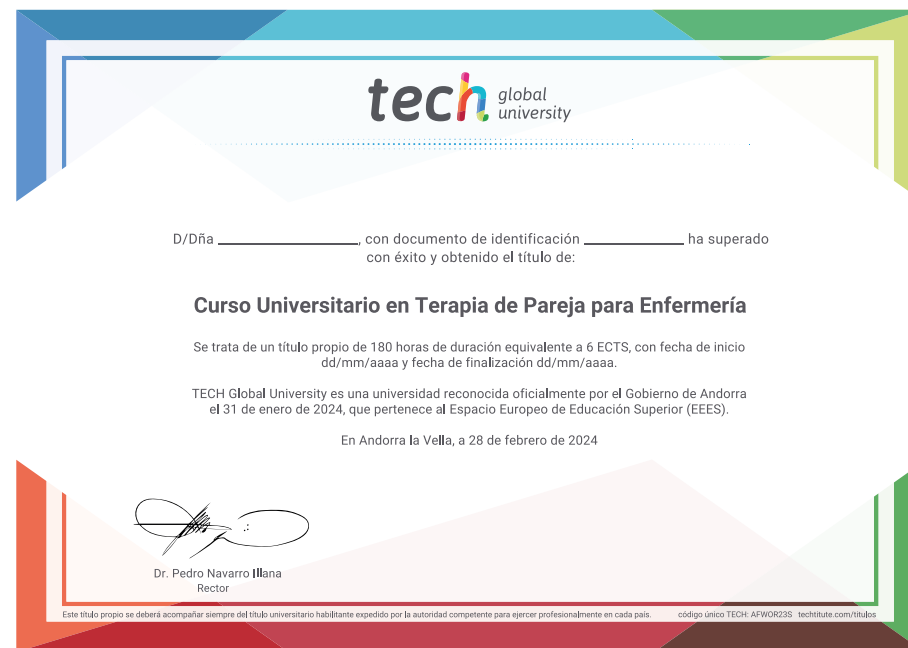 tech global university
D/Dña ________________, con documento de identificación ____________ ha superado
con éxito y obtenido el título de:
Curso Universitario en Terapia de Pareja para Enfermería
Se trata de un título propio de 180 horas de duración equivalente a 6 ECTS, con fecha de inicio
dd/mm/aaaa y fecha de finalización dd/mm/aaaa.
TECH Global University es una universidad reconocida oficialmente por el Gobierno de Andorra
el 31 de enero de 2024, que pertenece al Espacio Europeo de Educación Superior (EEES).
En Andorra la Vella, a 28 de febrero de 2024
Dr. Pedro Navarro Illana
Rector
Este título propio se deberá acompañar siempre del título universitario habilitante expedido por la autoridad competente para ejercer profesionalmente en cada país. código único TECH: AFWOR23S techtitute.com/titulos